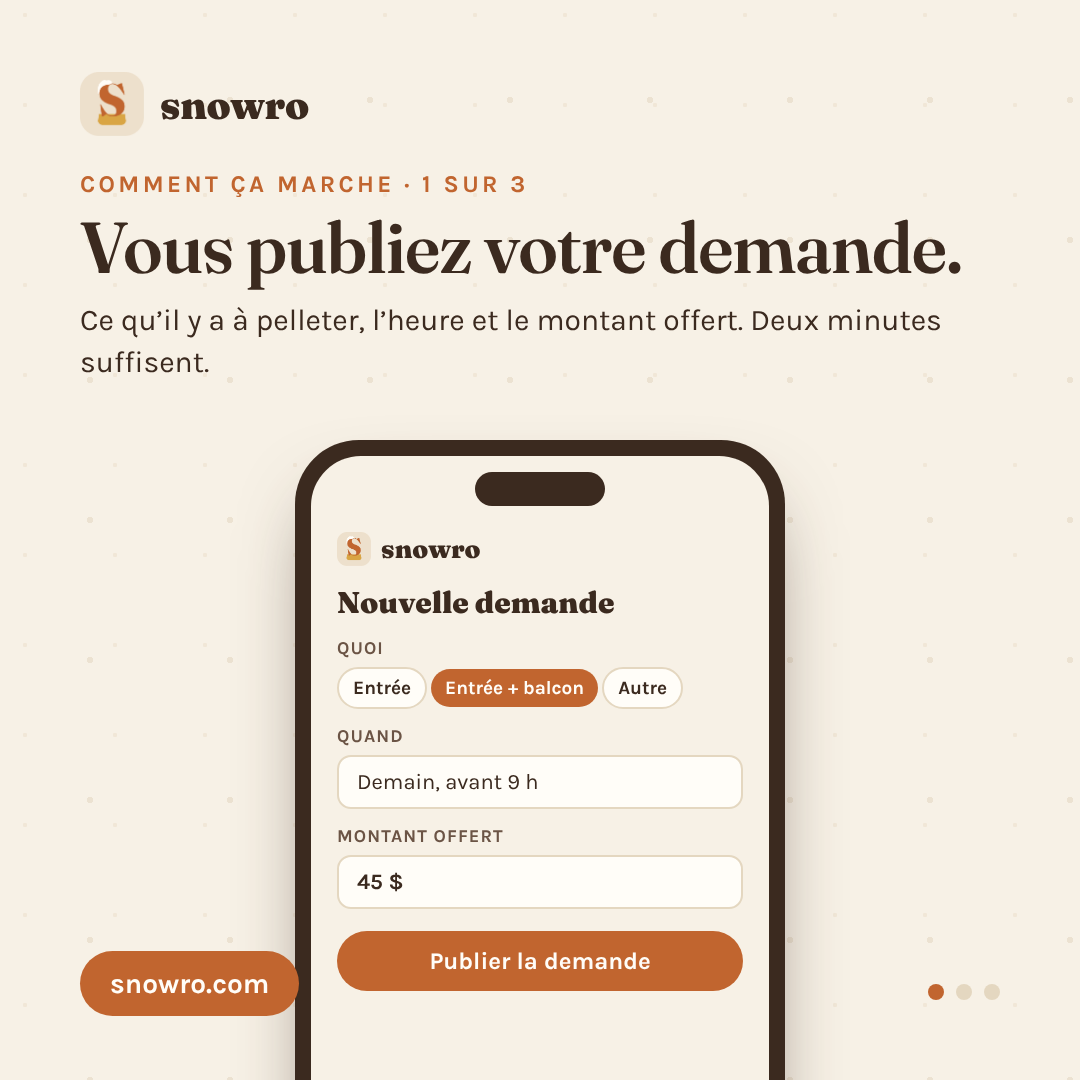 snowro
COMMENT ÇA MARCHE · 1 SUR 3
Vous publiez votre demande.
Ce qu’il y a à pelleter, l’heure et le montant offert. Deux minutes
suffisent.
snowro
Nouvelle demande
QUOI
Entrée Entrée + balcon Autre
QUAND
Demain, avant 9 h
MONTANT OFFERT
45 $
Publier la demande
snowro.com